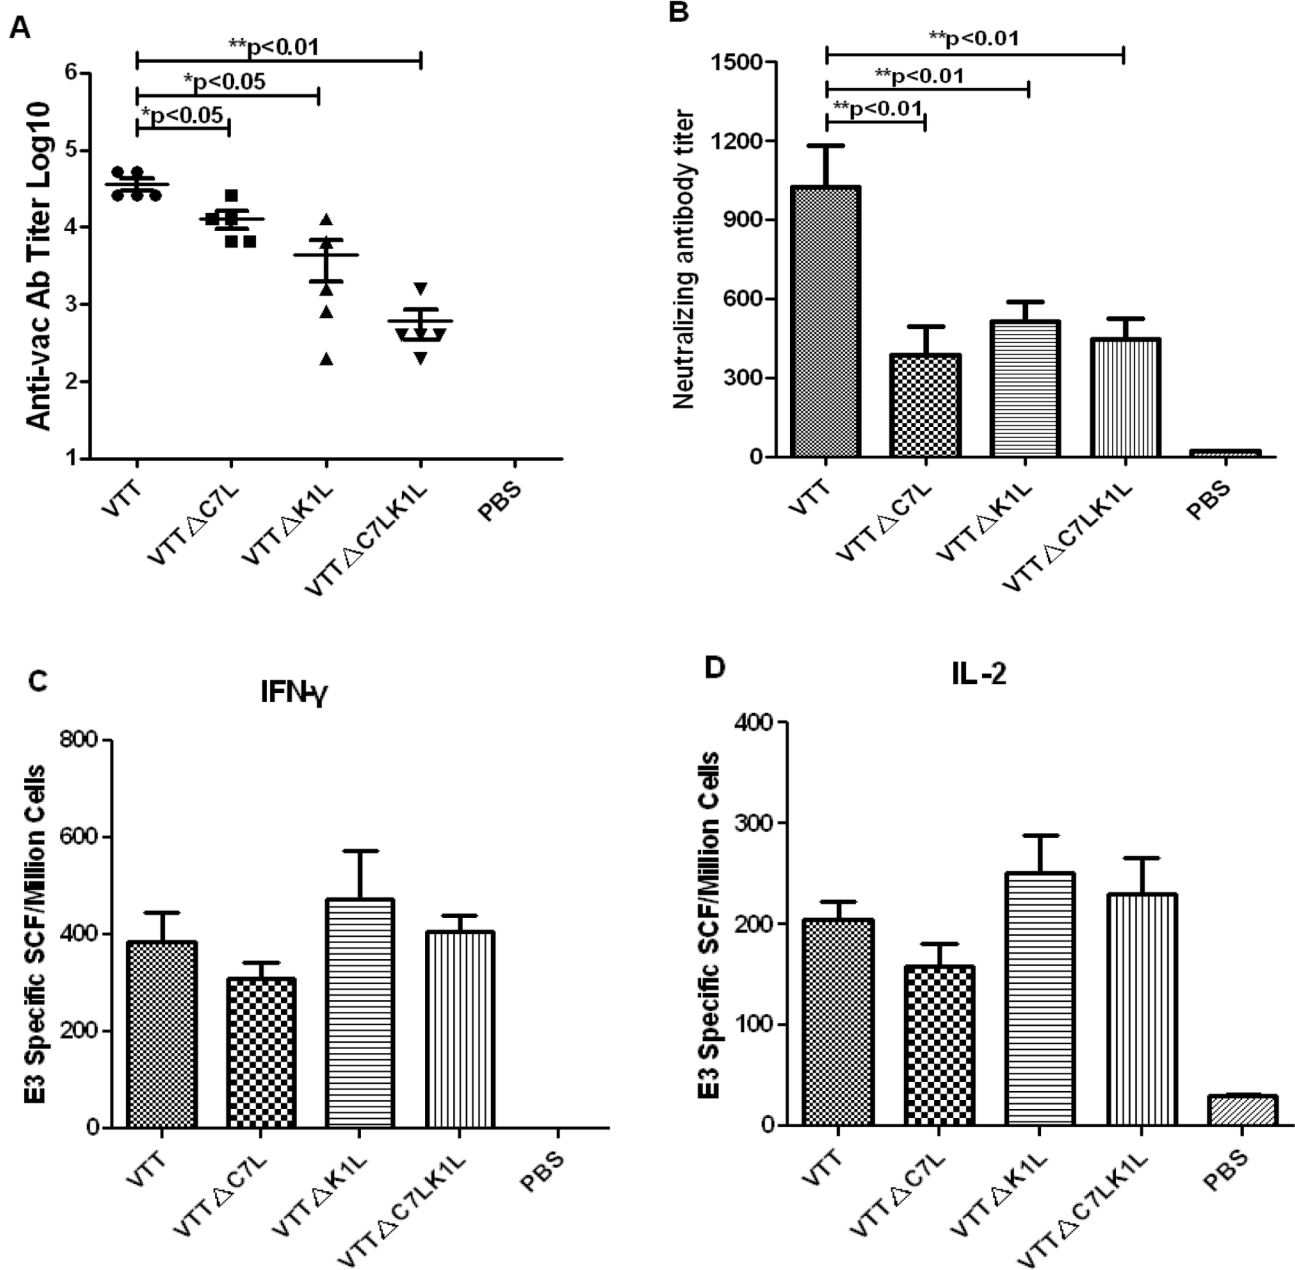 A
**p<0.01
*p<0.05
*p<0.05
Anti-vac Ab Titer Log10
6
5
4
3
2
1
VTT
VTT△C7L
VTT△K1L
VTT△C7LK1L
PBS
B
**p<0.01
**p<0.01
**p<0.01
Neutralizing antibody titer
1500
1200
900
600
300
0
VTT
VTT△C7L
VTT△K1L
VTT△C7LK1L
PBS
C
IFN-γ
E3 Specific SCF/Million Cells
800
600
400
200
0
VTT
VTT△C7L
VTT△K1L
VTT△C7LK1L
PBS
D
IL-2
E3 Specific SCF/Million Cells
400
300
200
100
0
VTT
VTT△C7L
VTT△K1L
VTT△C7LK1L
PBS